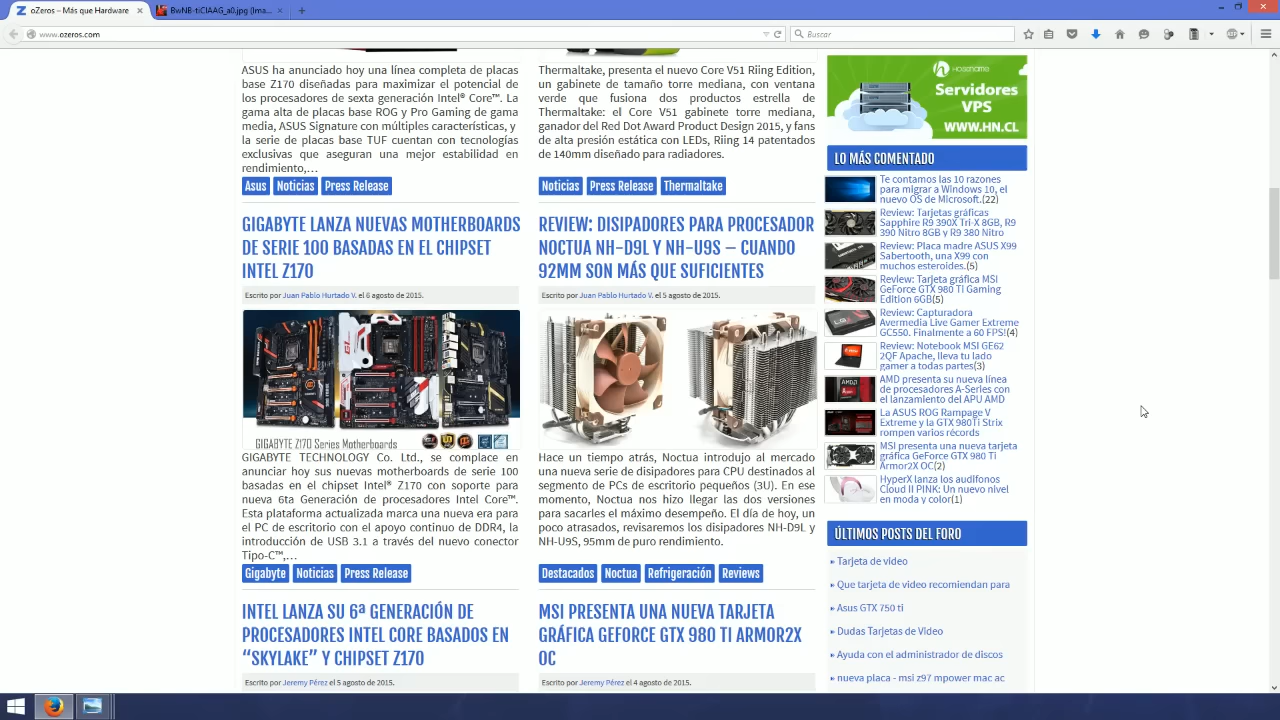 oZeros – Más que Hardware
BwNB-tiCIAAG_a0.jpg (Ima...
www.ozeros.com
Buscar
ASUS ha anunciado hoy una línea completa de placas
base Z170 diseñadas para maximizar el potencial de
los procesadores de sexta generación Intel® Core™. La
gama alta de placas base ROG y Pro Gaming de gama
media, ASUS Signature con múltiples características, y
la serie de placas base TUF cuentan con tecnologías
exclusivas que aseguran una mejor estabilidad en
rendimiento,…
Asus Noticias Press Release
GIGABYTE LANZA NUEVAS MOTHERBOARDS
DE SERIE 100 BASADAS EN EL CHIPSET
INTEL Z170
Escrito por Juan Pablo Hurtado V. el 6 agosto de 2015.
GIGABYTE Z170 Series Motherboards
GIGABYTE TECHNOLOGY Co. Ltd., se complace en
anunciar hoy sus nuevas motherboards de serie 100
basadas en el chipset Intel® Z170 con soporte para
nueva 6ta Generación de procesadores Intel Core™.
Esta plataforma actualizada marca una nueva era para
el PC de escritorio con el apoyo continuo de DDR4, la
introducción de USB 3.1 a través del nuevo conector
Tipo-C™,…
Gigabyte Noticias Press Release
INTEL LANZA SU 6ª GENERACIÓN DE
PROCESADORES INTEL CORE BASADOS EN
“SKYLAKE” Y CHIPSET Z170
Escrito por Jeremy Pérez el 5 agosto de 2015.
Thermaltake, presenta el nuevo Core V51 Riing Edition,
un gabinete de tamaño torre mediana, con ventana
verde que fusiona dos productos estrella de
Thermaltake: el Core V51 gabinete torre mediana,
ganador del Red Dot Award Product Design 2015, y fans
de alta presión estática con LEDs, Riing 14 patentados
de 140mm diseñado para radiadores.
Noticias Press Release Thermaltake
REVIEW: DISIPADORES PARA PROCESADOR
NOCTUA NH-D9L Y NH-U9S – CUANDO
92MM SON MÁS QUE SUFICIENTES
Escrito por Juan Pablo Hurtado V. el 5 agosto de 2015.
Hace un tiempo atrás, Noctua introdujo al mercado
una nueva serie de disipadores para CPU destinados al
segmento de PCs de escritorio pequeños (3U). En ese
momento, Noctua nos hizo llegar las dos versiones
para sacarles el máximo desempeño. El día de hoy, un
poco atrasados, revisaremos los disipadores NH-D9L y
NH-U9S, 95mm de puro rendimiento.
Destacados Noctua Refrigeración Reviews
MSI PRESENTA UNA NUEVA TARJETA
GRÁFICA GEFORCE GTX 980 TI ARMOR2X
OC
Escrito por Jeremy Pérez el 4 agosto de 2015.
HOSTNAME
Servidores
VPS
WWW.HN.CL
LO MÁS COMENTADO
Te contamos las 10 razones
para migrar a Windows 10, el
nuevo OS de Microsoft.(22)
Review: Tarjetas gráficas
Sapphire R9 390X Tri-X 8GB, R9
390 Nitro 8GB y R9 380 Nitro
Review: Placa madre ASUS X99
Sabertooth, una X99 con
muchos esteroides.(5)
Review: Tarjeta gráfica MSI
GeForce GTX 980 Ti Gaming
Edition 6GB(5)
Review: Capturadora
Avermedia Live Gamer Extreme
GC550. Finalmente a 60 FPS!(4)
Review: Notebook MSI GE62
2QF Apache, lleva tu lado
gamer a todas partes(3)
AMD presenta su nueva línea
de procesadores A-Series con
el lanzamiento del APU AMD
La ASUS ROG Rampage V
Extreme y la GTX 980Ti Strix
rompen varios récords
MSI presenta una nueva tarjeta
gráfica GeForce GTX 980 Ti
Armor2X OC(2)
HyperX lanza los audífonos
Cloud II PINK: Un nuevo nivel
en moda y color(1)
ÚLTIMOS POSTS DEL FORO
Tarjeta de video
Que tarjeta de video recomiendan para
Asus GTX 750 ti
Dudas Tarjetas de Video
Ayuda con el administrador de discos
nueva placa - msi z97 mpower mac ac